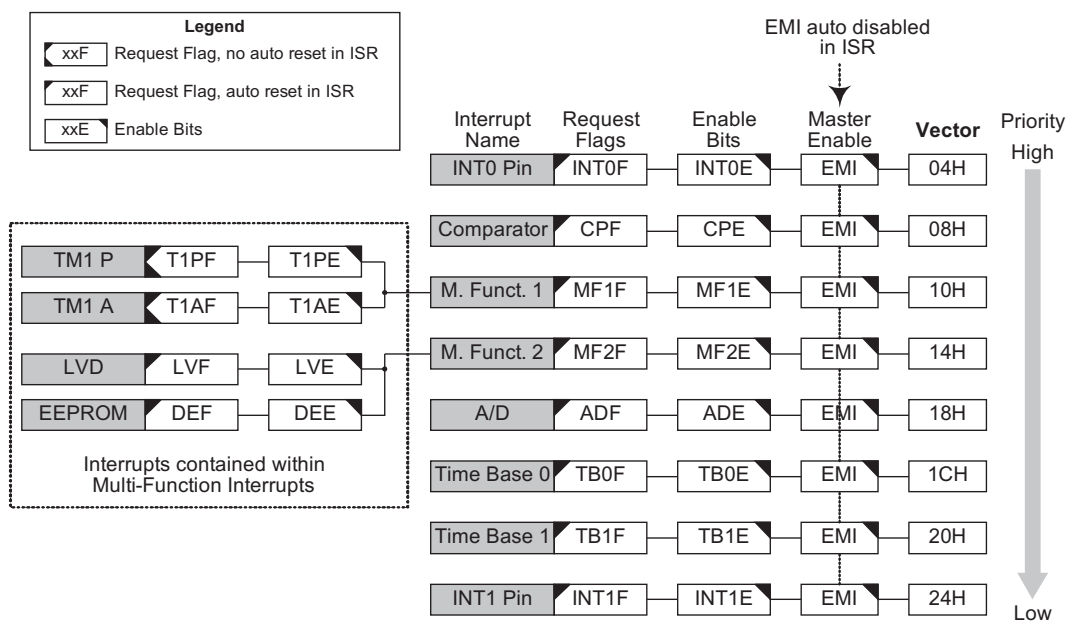 Legend
xxF Request Flag, no auto reset in ISR
xxF Request Flag, auto reset in ISR
xxE Enable Bits
EMI auto disabled
in ISR
Interrupt Name Request Flags Enable Bits Master Enable Vector Priority
High
INT0 Pin INT0F INT0E EMI 04H
Comparator CPF CPE EMI 08H
TM1 P T1PF T1PE
M. Funct. 1 MF1F MF1E EMI 10H
TM1 A T1AF T1AE
M. Funct. 2 MF2F MF2E EMI 14H
LVD LVF LVE
EEPROM DEF DEE
A/D ADF ADE EMI 18H
Interrupts contained within
Multi-Function Interrupts
Time Base 0 TB0F TB0E EMI 1CH
Time Base 1 TB1F TB1E EMI 20H
INT1 Pin INT1F INT1E EMI 24H
Low